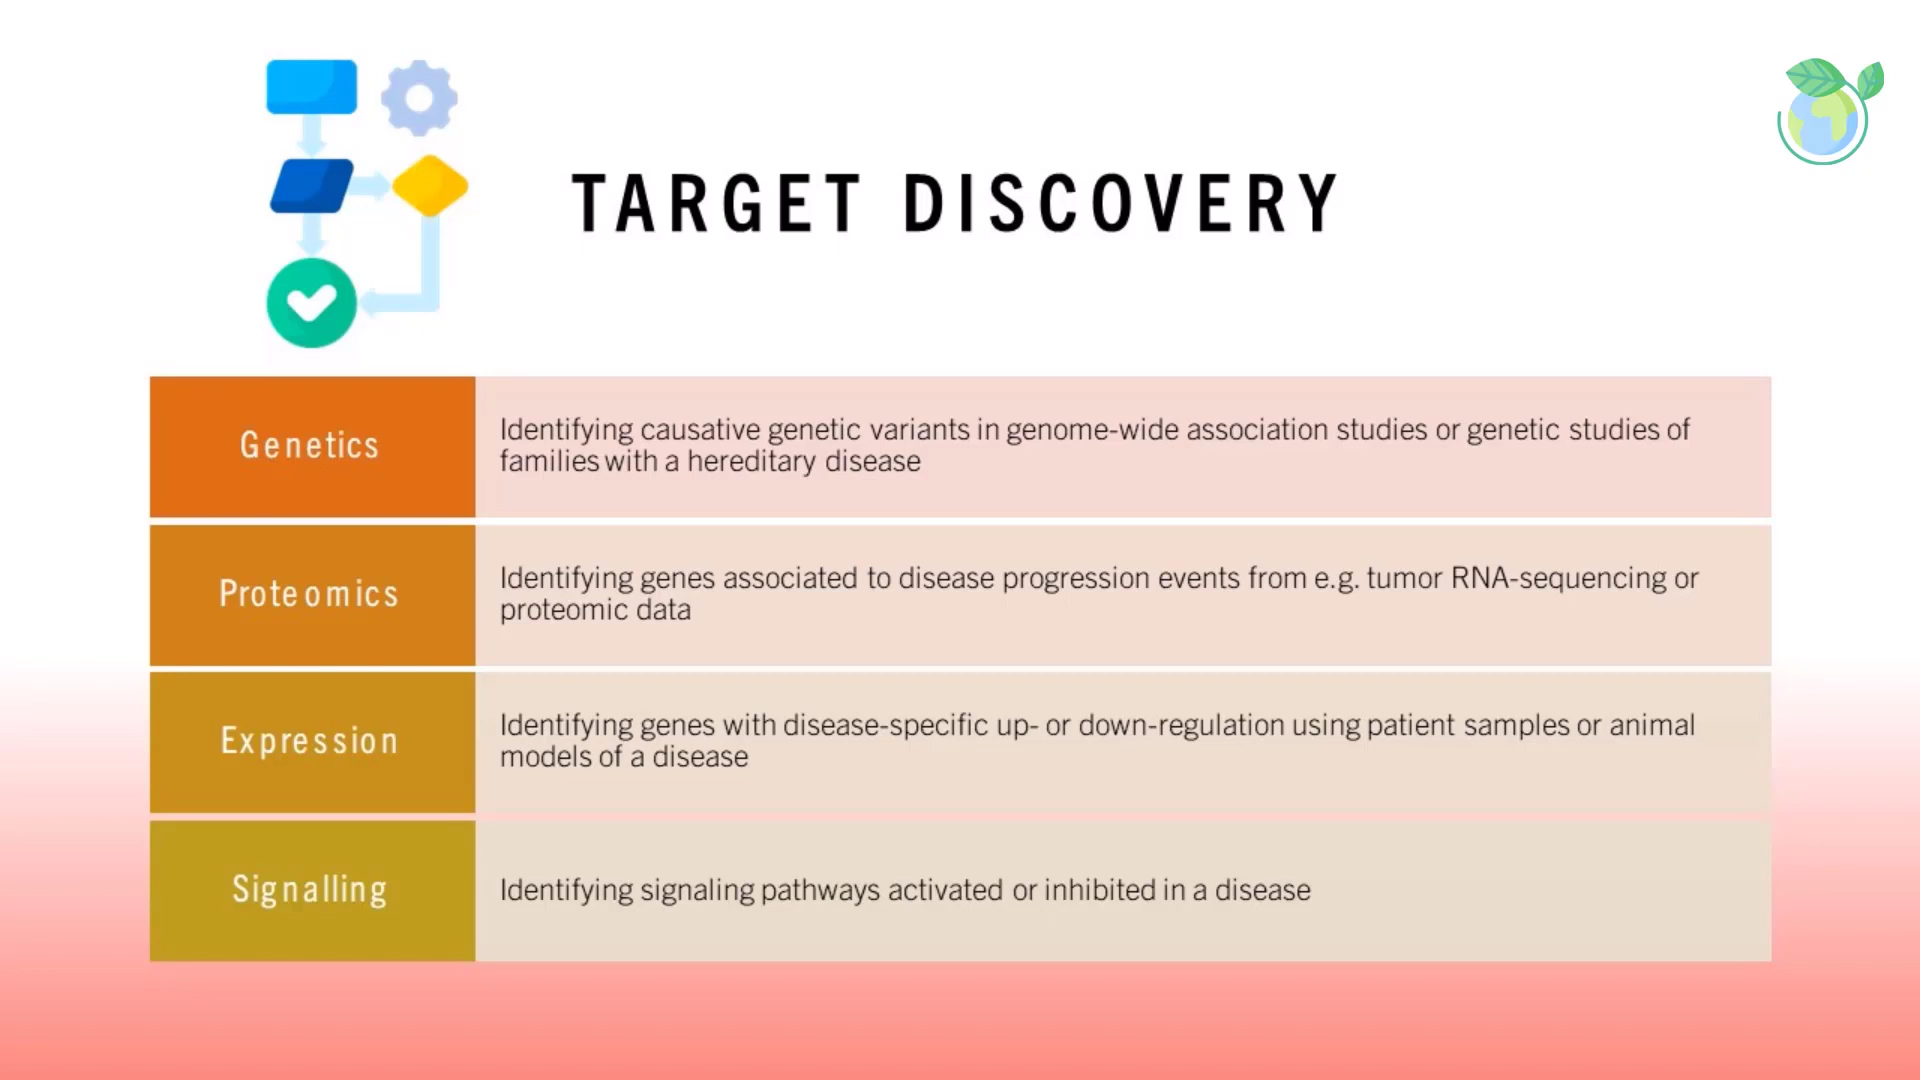 TARGET DISCOVERY
Genetics
Identifying causative genetic variants in genome-wide association studies or genetic studies of
families with a hereditary disease
Proteomics
Identifying genes associated to disease progression events from e.g. tumor RNA-sequencing or
proteomic data
Expression
Identifying genes with disease-specific up- or down-regulation using patient samples or animal
models of a disease
Signalling
Identifying signaling pathways activated or inhibited in a disease